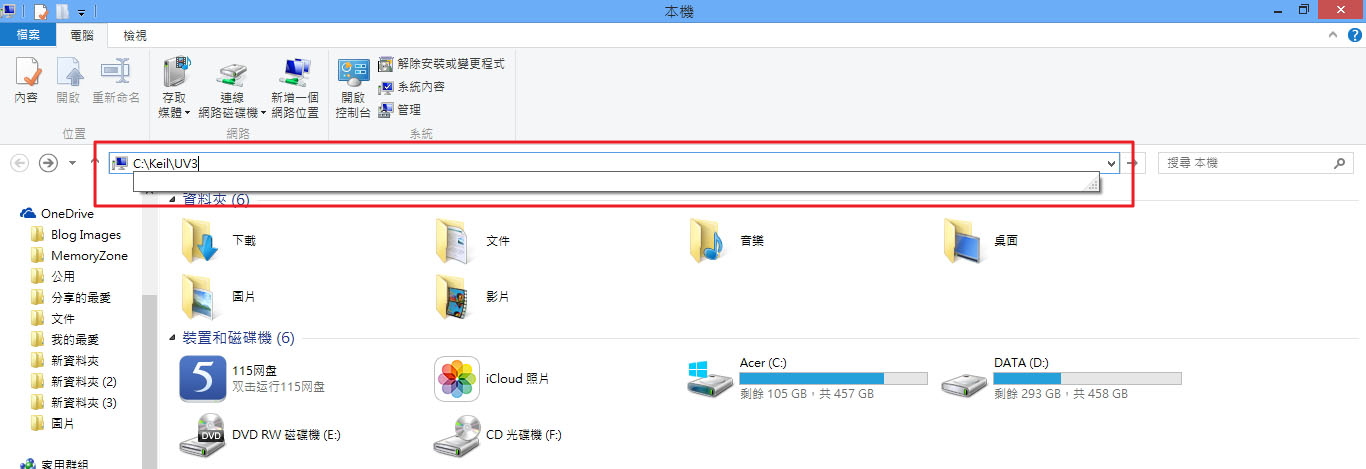 本機
檔案 電腦 檢視
內容
開啟
重新命名
位置
存取
媒體
連線
網路磁碟機
新增一個
網路位置
網路
開啟
控制台
解除安裝或變更程式
系統內容
管理
系統
C:\Keil\UV3
搜尋 本機
OneDrive
Blog Images
MemoryZone
公用
分享的最愛
文件
我的最愛
新資料夾
新資料夾 (2)
新資料夾 (3)
圖片
家用群組
資料夾 (6)
下載
文件
音樂
桌面
圖片
影片
裝置和磁碟機 (6)
5
115网盘
双击运行115网盘
iCloud 照片
Acer (C:)
剩餘 105 GB，共 457 GB
DATA (D:)
剩餘 293 GB，共 458 GB
DVD
DVD RW 磁碟機 (E:)
CD 光碟機 (F:)